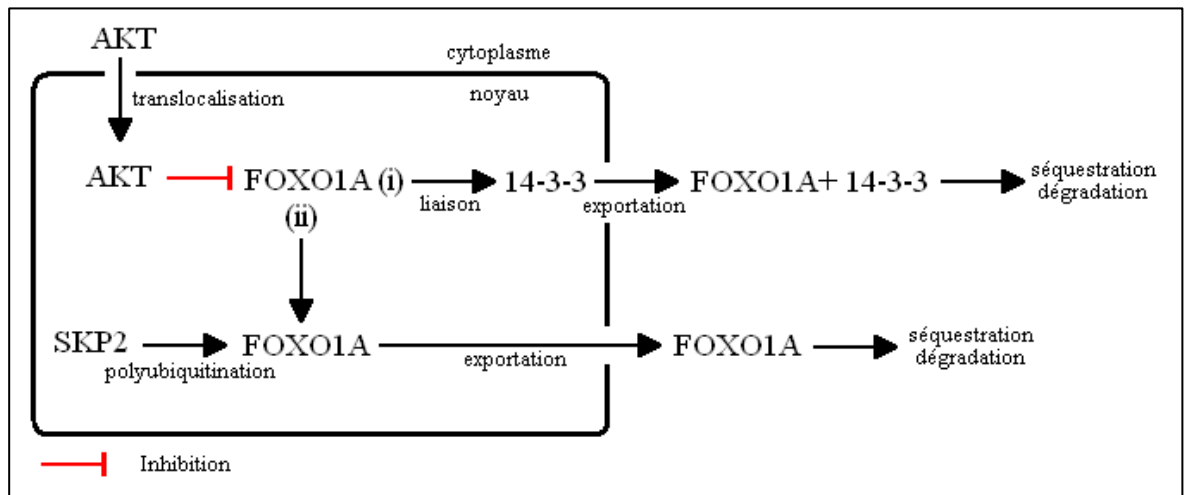 AKT
cytoplasme
noyau
translocalisation
AKT
FOXO1A (i)
liaison
14-3-3
exportation
FOXO1A+ 14-3-3
séquestration
dégradation
(ii)
SKP2
polyubiquitination
FOXO1A
exportation
FOXO1A
séquestration
dégradation
Inhibition